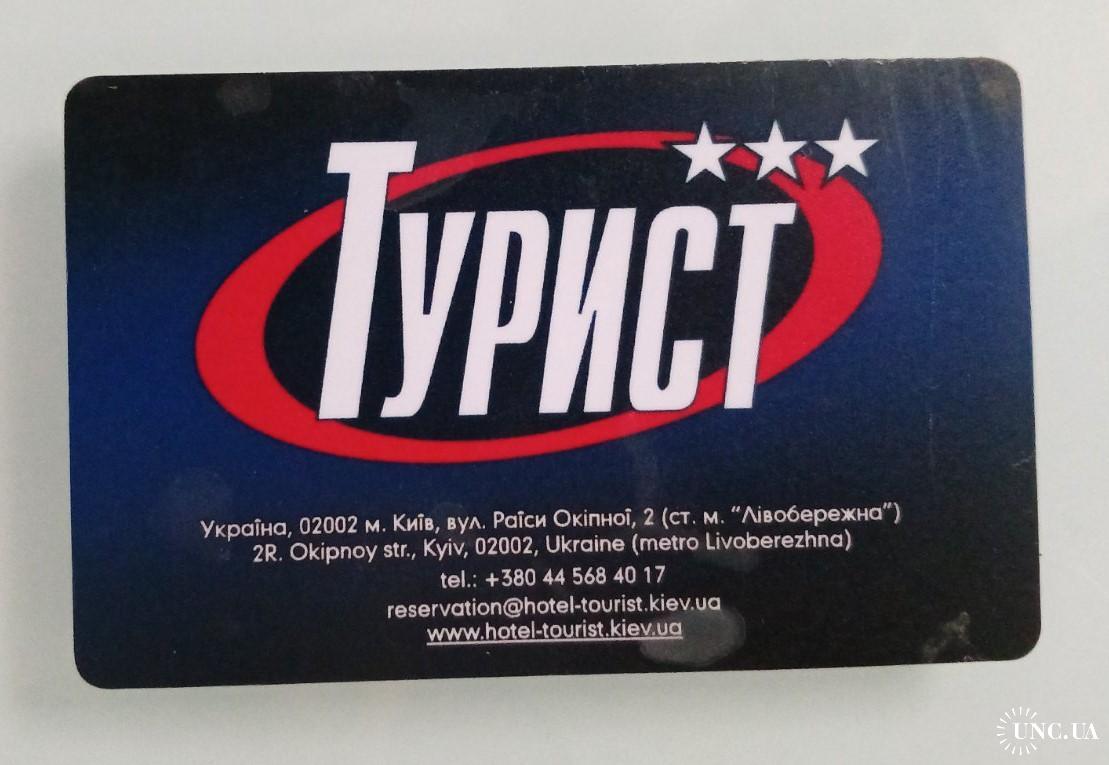 Турист
Україна, 02002 м. Київ, вул. Раїси Окіпної, 2 (ст. м. “Лівобережна”)
2R. Okipnoy str., Kyiv, 02002, Ukraine (metro Livoberezhna)
tel.: +380 44 568 40 17
reservation@hotel-tourist.kiev.ua
www.hotel-tourist.kiev.ua
UNC.UA